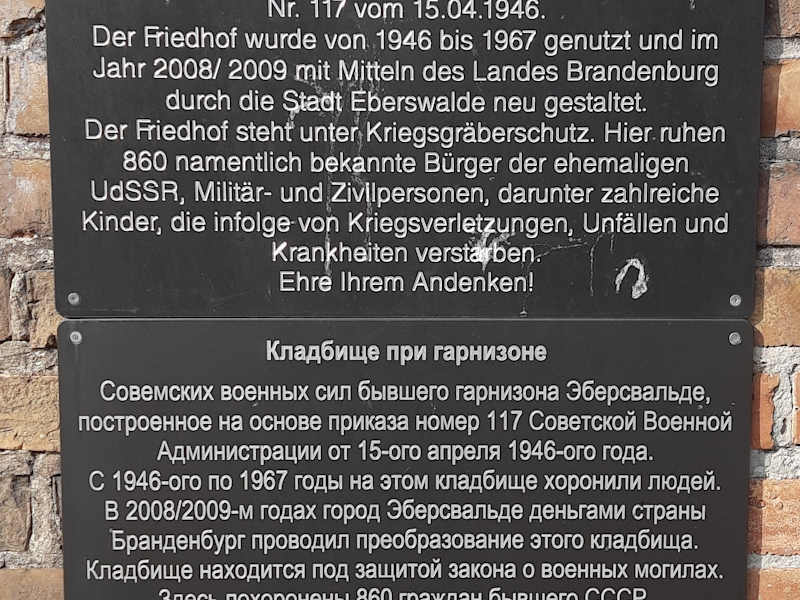 Nr. 117 vom 15.04.1946.
Der Friedhof wurde von 1946 bis 1967 genutzt und im
Jahr 2008/ 2009 mit Mitteln des Landes Brandenburg
durch die Stadt Eberswalde neu gestaltet.
Der Friedhof steht unter Kriegsgräberschutz. Hier ruhen
860 namentlich bekannte Bürger der ehemaligen
UdSSR, Militär- und Zivilpersonen, darunter zahlreiche
Kinder, die infolge von Kriegsverletzungen, Unfällen und
Krankheiten verstarben.
Ehre Ihrem Andenken!
Кладбище при гарнизоне
Совемских военных сил бывшего гарнизона Эберсвальде,
построенное на основе приказа номер 117 Советской Военной
Администрации от 15-ого апреля 1946-ого года.
С 1946-ого по 1967 годы на этом кладбище хоронили людей.
В 2008/2009-м годах город Эберсвальде деньгами страны
Бранденбург проводил преобразование этого кладбища.
Кладбище находится под защитой закона о военных могилах.
Здесь похоронены 860 граждан бывшего СССР